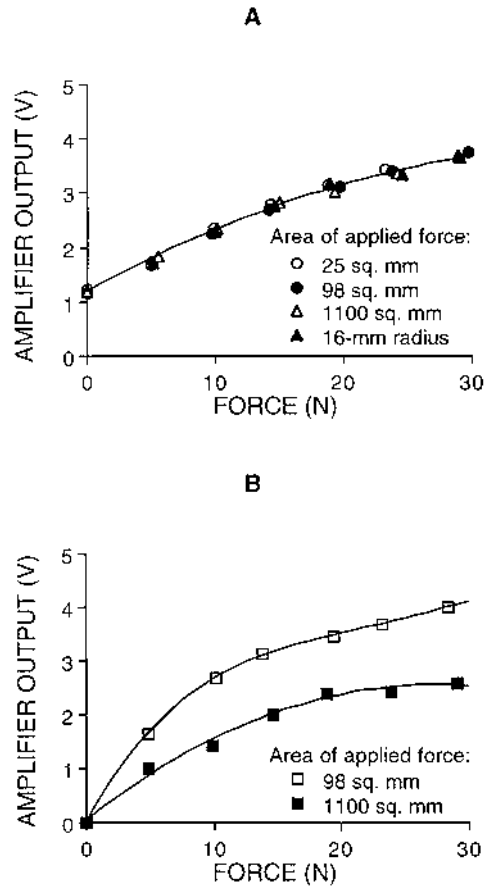 A
AMPLIFIER OUTPUT (V)
5
4
3
2
1
0
Area of applied force:
25 sq. mm
98 sq. mm
1100 sq. mm
16-mm radius
0
10
20
30
FORCE (N)
B
AMPLIFIER OUTPUT (V)
5
4
3
2
1
0
Area of applied force:
98 sq. mm
1100 sq. mm
0
10
20
30
FORCE (N)